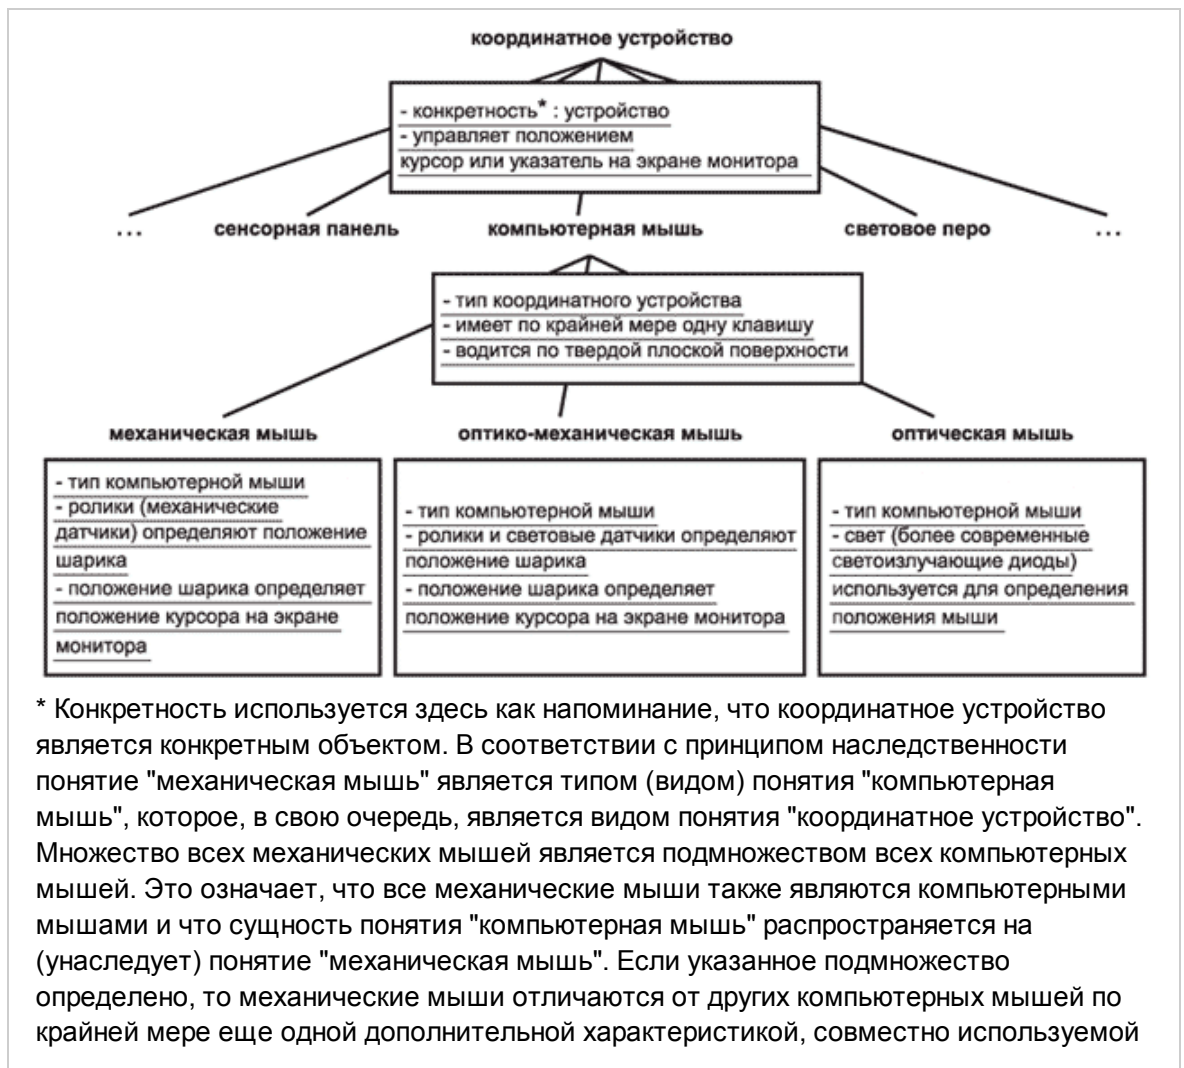 координатное устройство
- конкретность* : устройство
- управляет положением
курсор или указатель на экране монитора
... сенсорная панель компьютерная мышь световое перо ...
- тип координатного устройства
- имеет по крайней мере одну клавишу
- водится по твердой плоской поверхности
механическая мышь оптико-механическая мышь оптическая мышь
- тип компьютерной мыши
- ролики (механические
датчики) определяют положение
шарика
- положение шарика определяет
положение курсора на экране
монитора
- тип компьютерной мыши
- ролики и световые датчики определяют
положение шарика
- положение шарика определяет
положение курсора на экране монитора
- тип компьютерной мыши
- свет (более современные
светоизлучающие диоды)
используется для определения
положения мыши
* Конкретность используется здесь как напоминание, что координатное устройство
является конкретным объектом. В соответствии с принципом наследственности
понятие "механическая мышь" является типом (видом) понятия "компьютерная
мышь", которое, в свою очередь, является видом понятия "координатное устройство".
Множество всех механических мышей является подмножеством всех компьютерных
мышей. Это означает, что все механические мыши также являются компьютерными
мышами и что сущность понятия "компьютерная мышь" распространяется на
(унаследует) понятие "механическая мышь". Если указанное подмножество
определено, то механические мыши отличаются от других компьютерных мышей по
крайней мере еще одной дополнительной характеристикой, совместно используемой